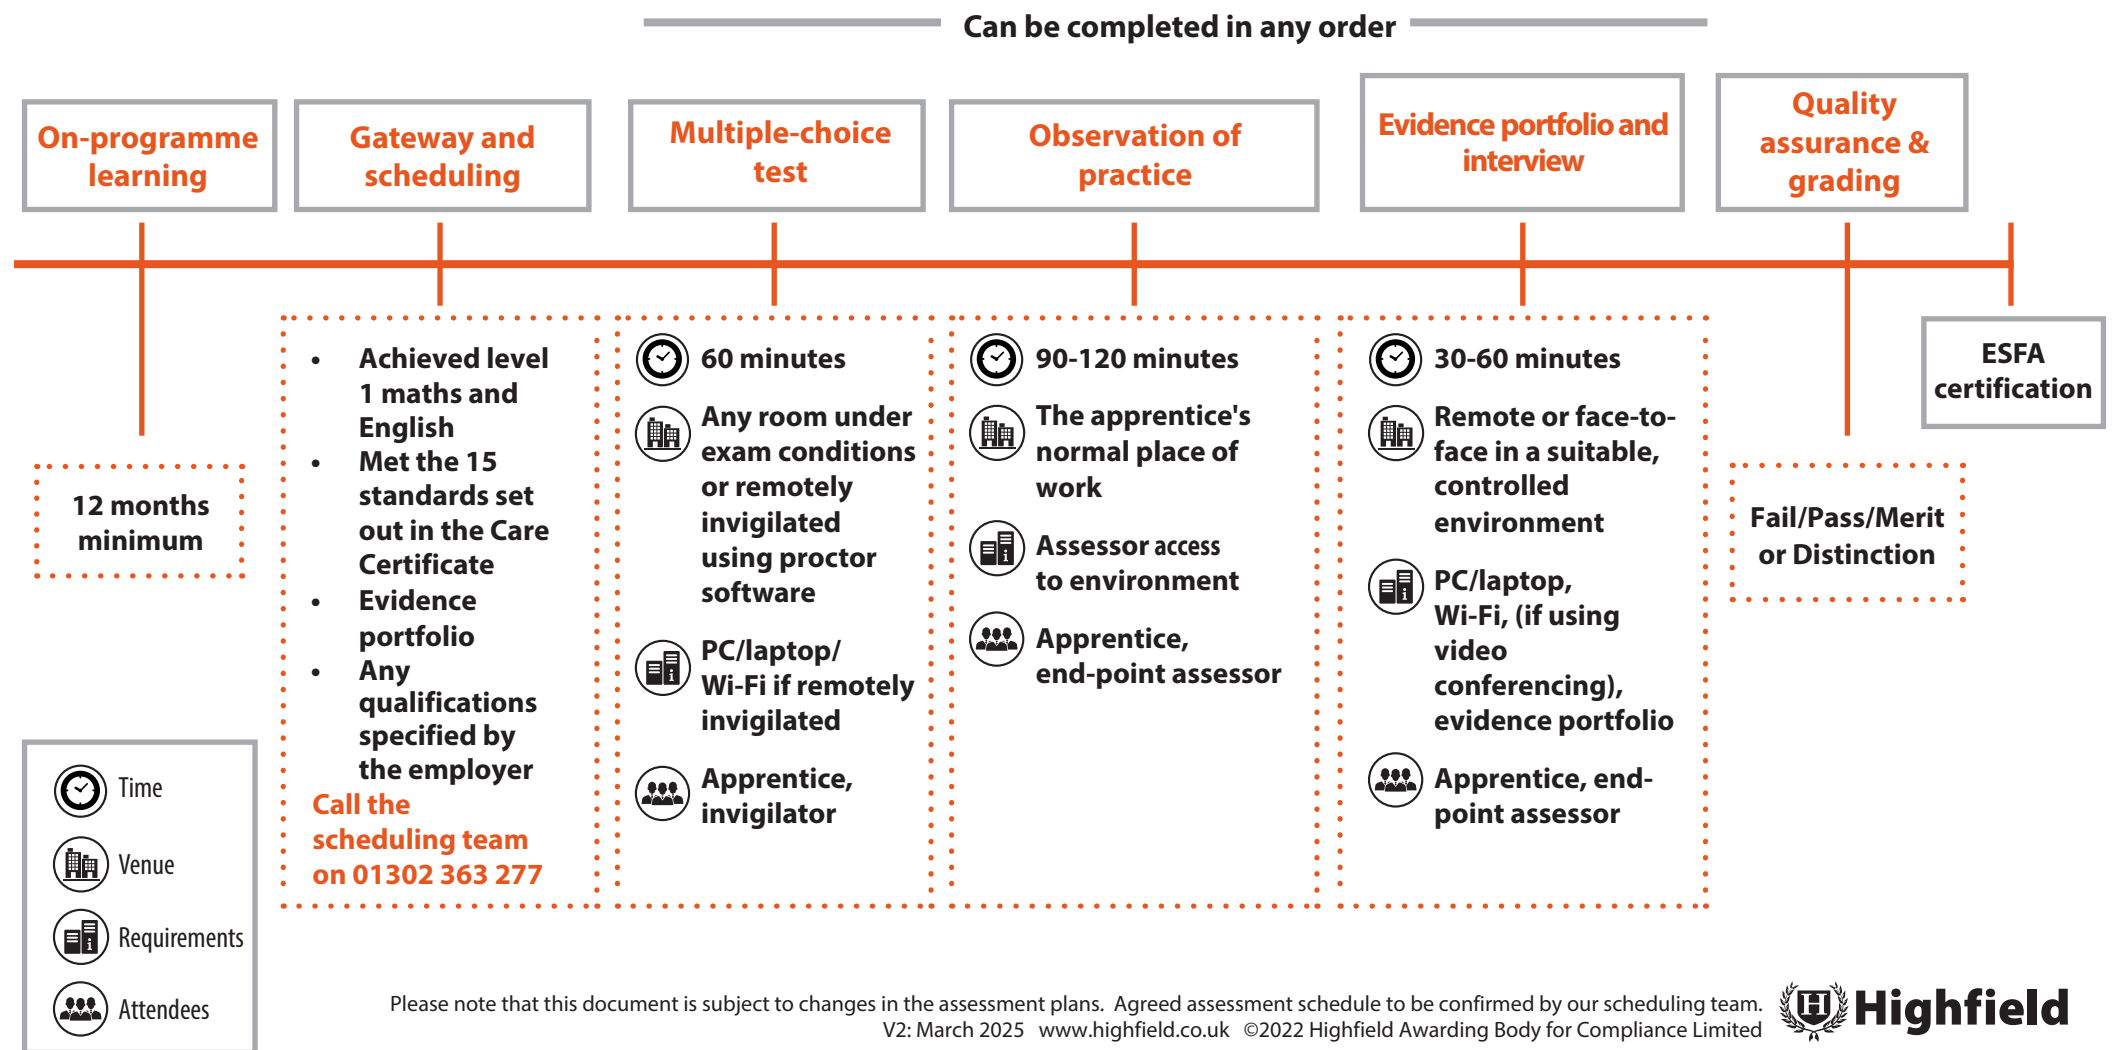 Can be completed in any order
On-programme
learning
Gateway and
scheduling
Multiple-choice
test
Observation of
practice
Evidence portfolio and
interview
Quality
assurance &
grading
12 months
minimum
• Achieved level
1 maths and
English
• Met the 15
standards set
out in the Care
Certificate
• Evidence
portfolio
• Any
qualifications
specified by
the employer
Call the
scheduling team
on 01302 363 277
60 minutes
Any room under
exam conditions
or remotely
invigilated
using proctor
software
PC/laptop/
Wi-Fi if remotely
invigilated
Apprentice,
invigilator
90-120 minutes
The apprentice's
normal place of
work
Assessor access
to environment
Apprentice,
end-point assessor
30-60 minutes
Remote or face-to-
face in a suitable,
controlled
environment
PC/laptop,
Wi-Fi, (if using
video
conferencing),
evidence portfolio
Apprentice, end-
point assessor
Fail/Pass/Merit
or Distinction
ESFA
certification
Time
Venue
Requirements
Attendees
Please note that this document is subject to changes in the assessment plans. Agreed assessment schedule to be confirmed by our scheduling team.
V2: March 2025 www.highfield.co.uk ©2022 Highfield Awarding Body for Compliance Limited
H Highfield